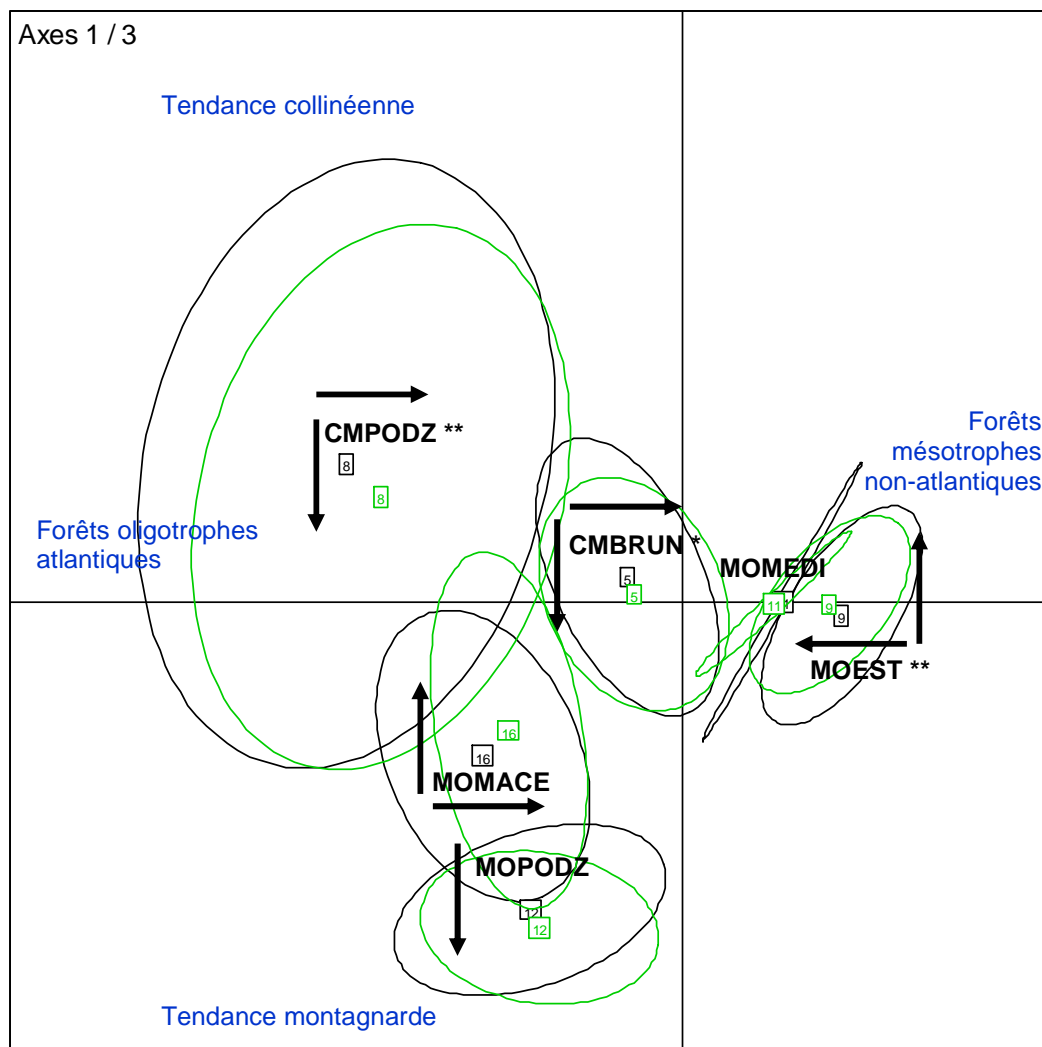 Axes 1 / 3
Tendance collinéenne
CMPODZ **
8
8
Forêts
mésotrophes
non-atlantiques
Forêts oligotrophes
atlantiques
CMBRUN *
5
5
MOMEDI
11
9
9
MOEST **
16
16
MOMACE
MOPODZ
12
12
Tendance montagnarde